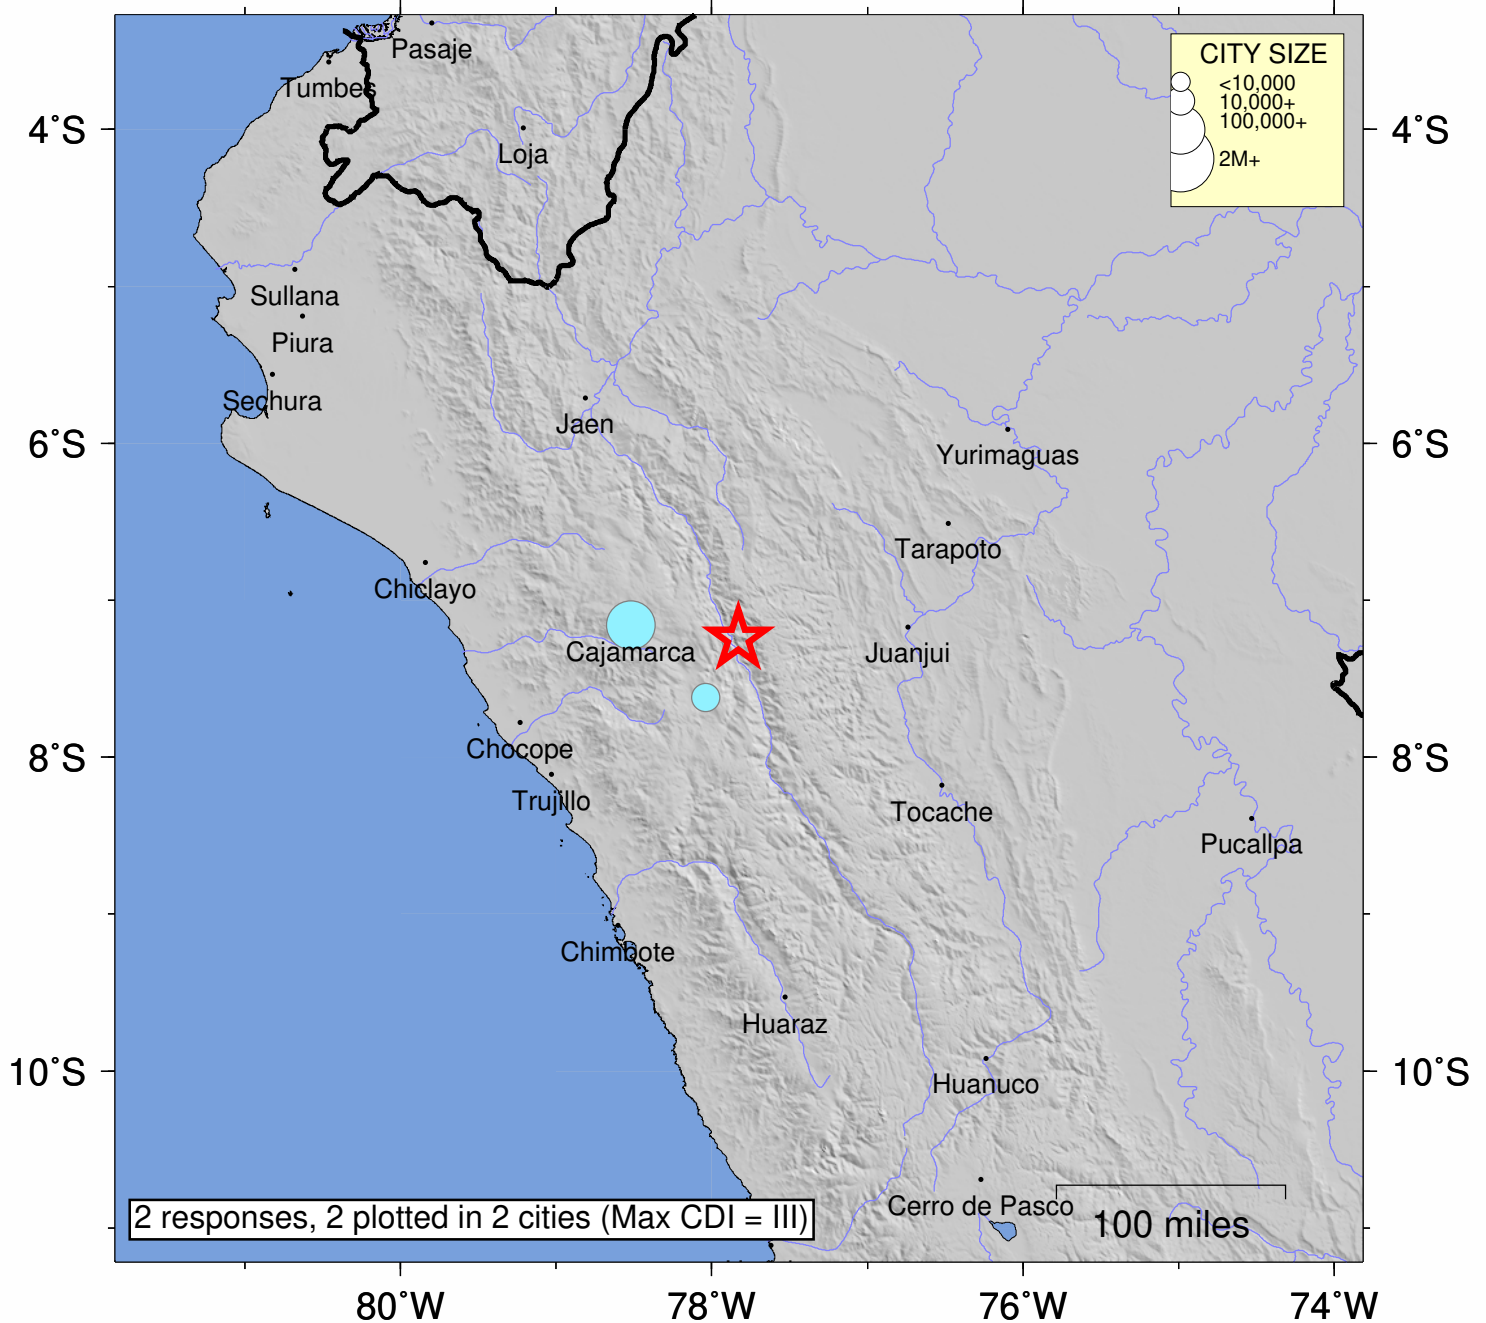 CITY SIZE
<10,000
10,000+
100,000+
2M+
Pasaje
Tumbes
4°S
4°S
Loja
Sullana
Piura
Sechura
Jaen
6°S
6°S
Yurimaguas
Tarapoto
Chiclayo
Cajamarca
Juanjui
Chocope
8°S
8°S
Trujillo
Tocache
Pucallpa
Chimbote
Huaraz
10°S
10°S
Huanuco
Cerro de Pasco
100 miles
2 responses, 2 plotted in 2 cities (Max CDI = III)
80°W
78°W
76°W
74°W